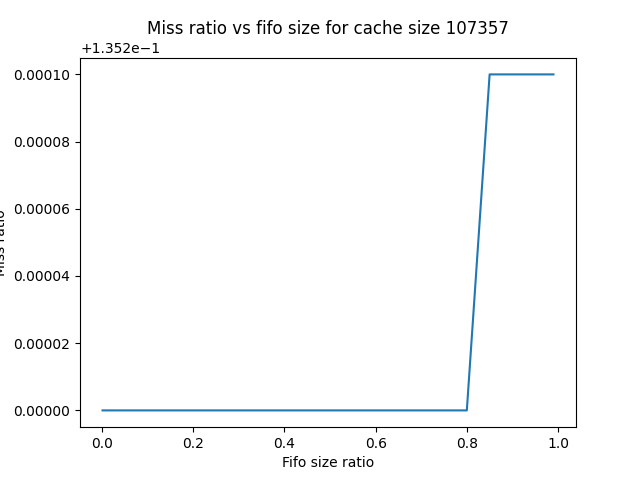 Miss ratio vs fifo size for cache size 107357
+1.352e−1
0.00010
0.00008
0.00006
0.00004
0.00002
0.00000
Miss ratio
0.0 0.2 0.4 0.6 0.8 1.0
Fifo size ratio